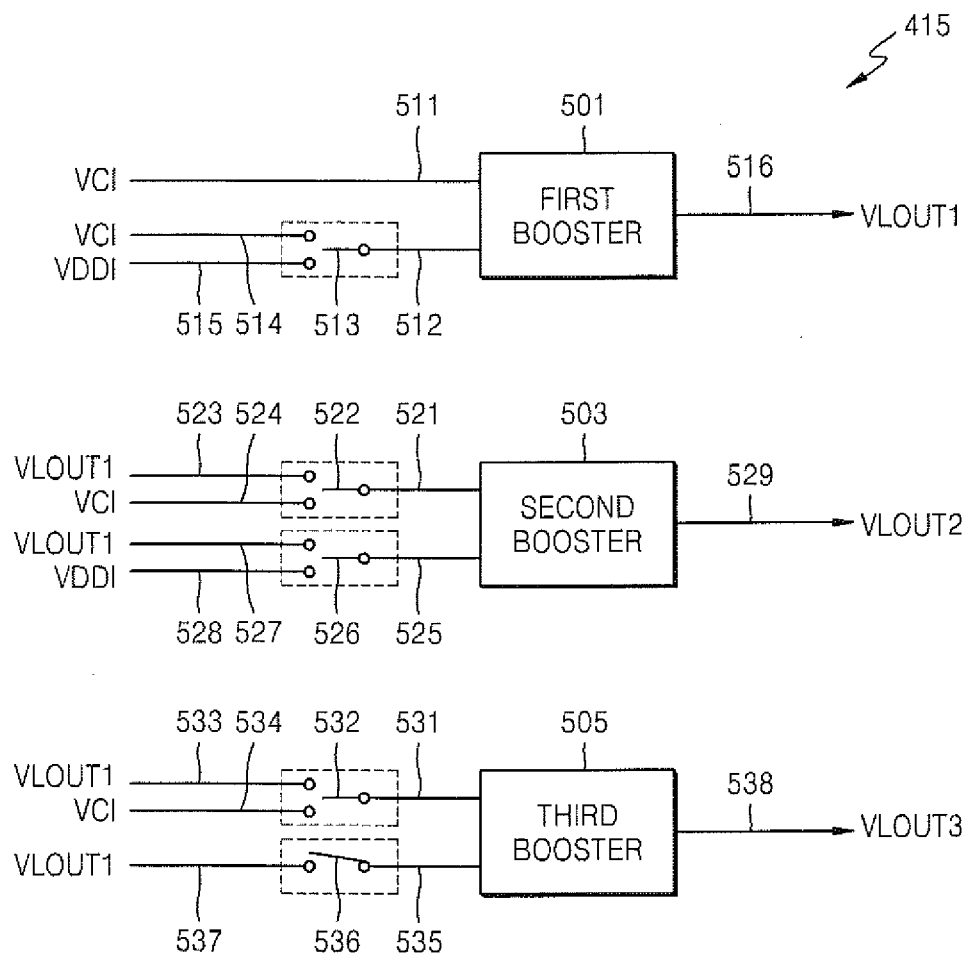 415
511 501
VCI FIRST BOOSTER 516 VLOUT1
VCI
VDDI
515 514 513 512
523 524 522 521 503
VLOUT1 SECOND BOOSTER 529 VLOUT2
VCI
VLOUT1
VDDI
528 527 526 525
533 534 532 531 505
VLOUT1 THIRD BOOSTER 538 VLOUT3
VCI
VLOUT1
537 536 535